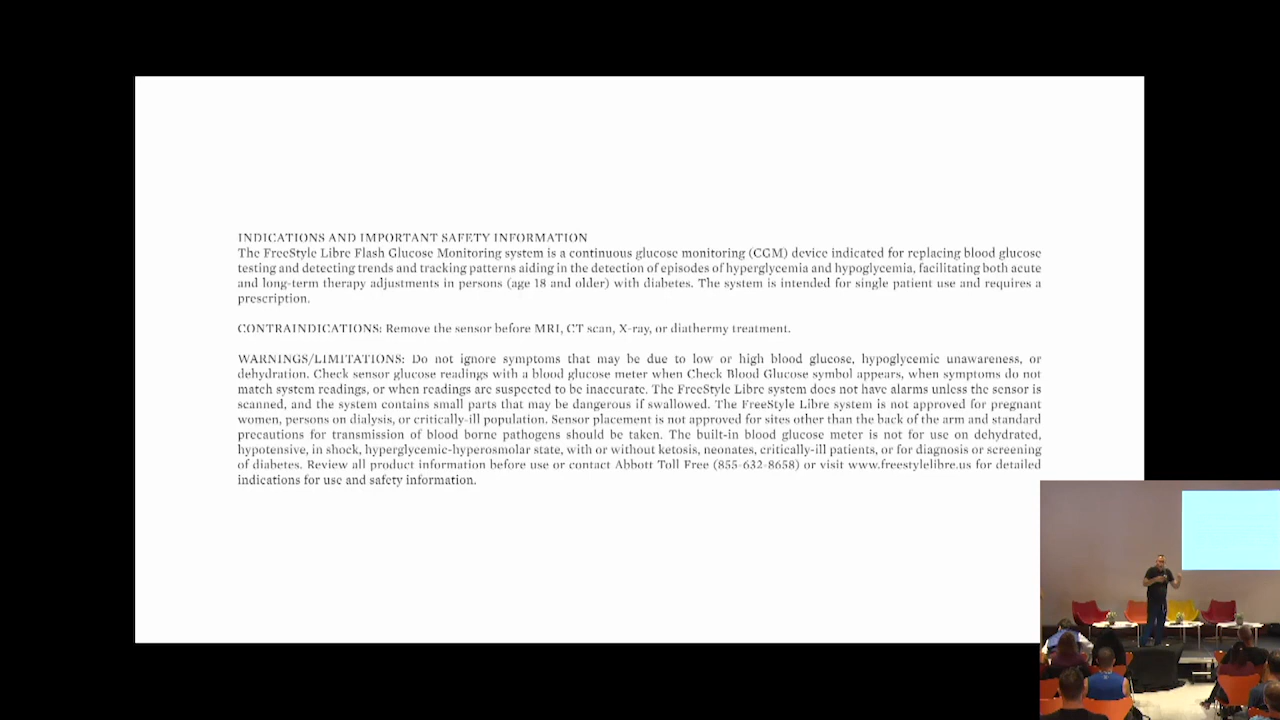 INDICATIONS AND IMPORTANT SAFETY INFORMATION
The FreeStyle Libre Flash Glucose Monitoring system is a continuous glucose monitoring (CGM) device indicated for replacing blood glucose
testing and detecting trends and tracking patterns aiding in the detection of episodes of hyperglycemia and hypoglycemia, facilitating both acute
and long-term therapy adjustments in persons (age 18 and older) with diabetes. The system is intended for single patient use and requires a
prescription.
CONTRAINDICATIONS: Remove the sensor before MRI, CT scan, X-ray, or diathermy treatment.
WARNINGS/LIMITATIONS: Do not ignore symptoms that may be due to low or high blood glucose, hypoglycemic unawareness, or
dehydration. Check sensor glucose readings with a blood glucose meter when Check Blood Glucose symbol appears, when symptoms do not
match system readings, or when readings are suspected to be inaccurate. The FreeStyle Libre system does not have alarms unless the sensor is
scanned, and the system contains small parts that may be dangerous if swallowed. The FreeStyle Libre system is not approved for pregnant
women, persons on dialysis, or critically-ill population. Sensor placement is not approved for sites other than the back of the arm and standard
precautions for transmission of blood borne pathogens should be taken. The built-in blood glucose meter is not for use on dehydrated,
hypotensive, in shock, hyperglycemic-hyperosmolar state, with or without ketosis, neonates, critically-ill patients, or for diagnosis or screening
of diabetes. Review all product information before use or contact Abbott Toll Free (855-632-8658) or visit www.freestylelibre.us for detailed
indications for use and safety information.